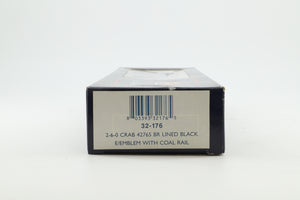 32-176
2-6-0 CRAB 42765 BR LINED BLACK
E/EMBLEM WITH COAL RAIL